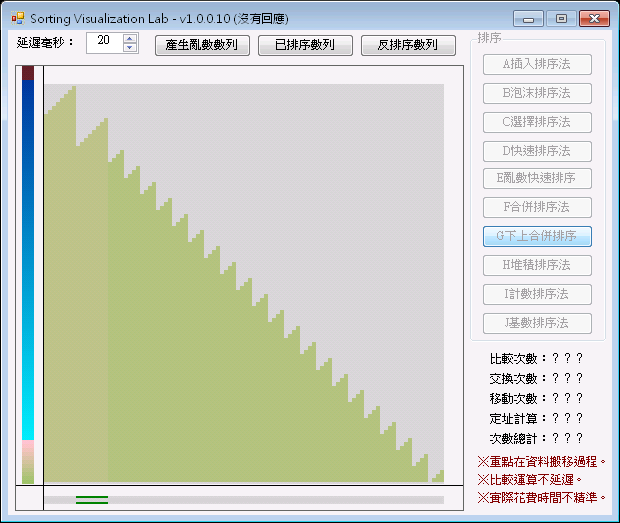 Sorting Visualization Lab - v1.0.0.10 (沒有回應)
延遲毫秒： 20 產生亂數數列 已排序數列 反排序數列
排序
A插入排序法
B泡沫排序法
C選擇排序法
D快速排序法
E亂數快速排序
F合併排序法
G下上合併排序
H堆積排序法
I計數排序法
J基數排序法
比較次數：？？？
交換次數：？？？
移動次數：？？？
定址計算：？？？
次數總計：？？？
※重點在資料搬移過程。
※比較運算不延遲。
※實際花費時間不精準。